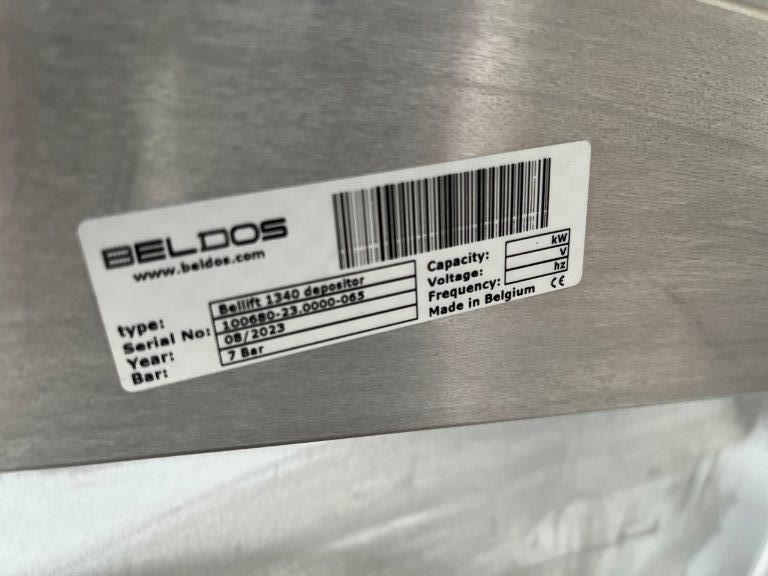 BELDOS
www.beldos.com
type: Bellift 1340 depositor
Serial No: 100680-23.0000-065
Year: 08/2023
Bar: 7 Bar
Capacity: kW
Voltage: V
Frequency: hz
Made in Belgium CE